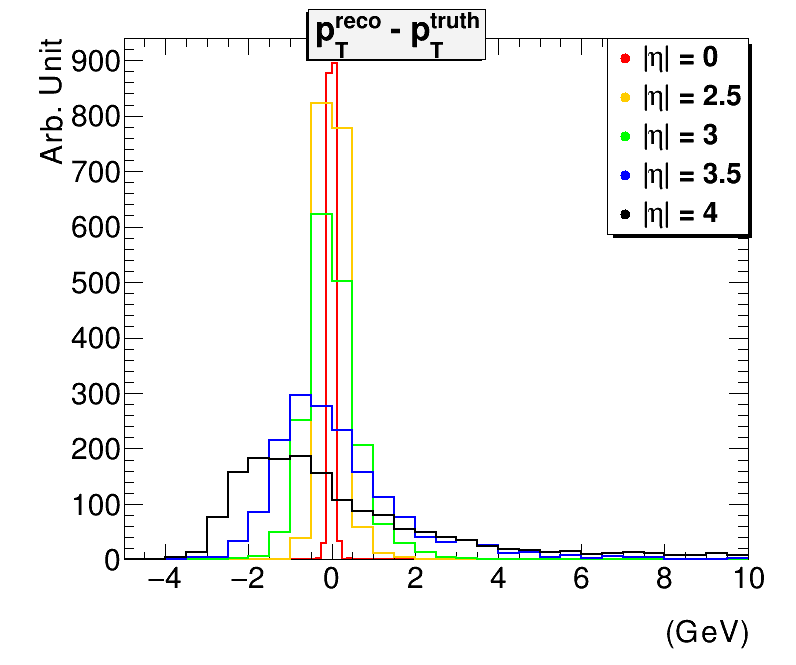 p_T^reco - p_T^truth
Arb. Unit
900
800
700
600
500
400
300
200
100
0
−4
−2
0
2
4
6
8
10
(GeV)
|η| = 0
|η| = 2.5
|η| = 3
|η| = 3.5
|η| = 4